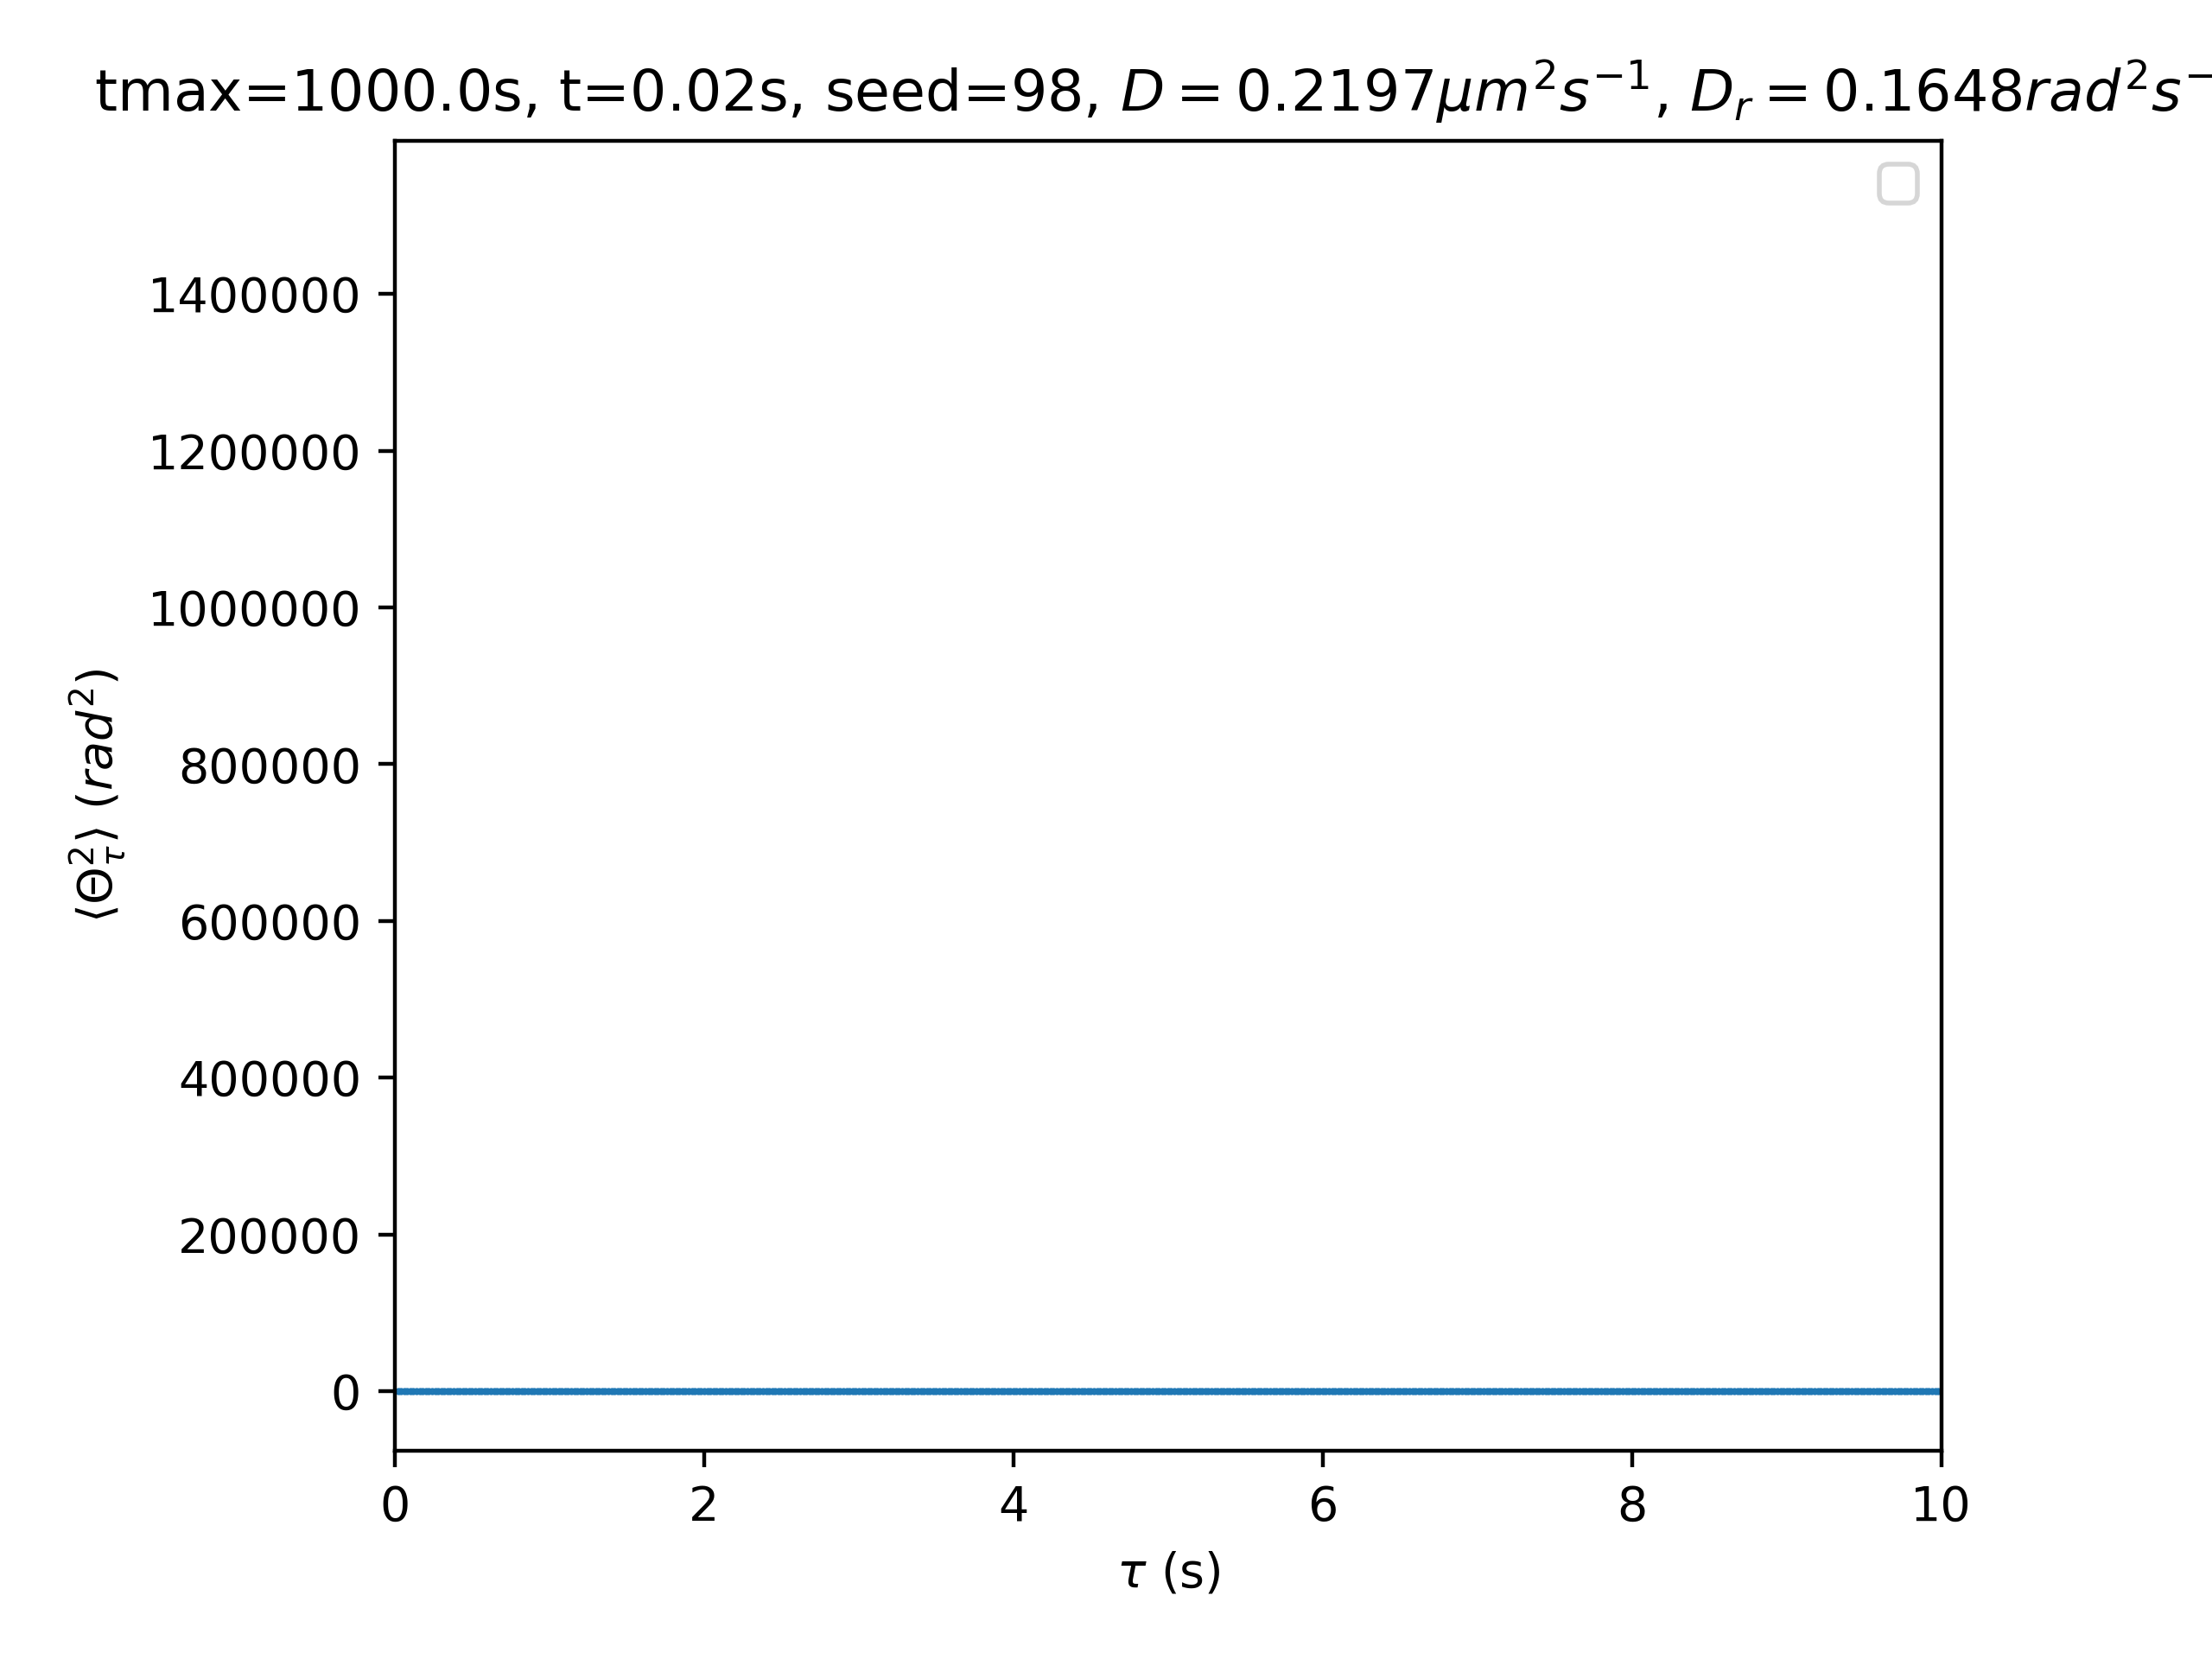 tmax=1000.0s, t=0.02s, seed=98, D = 0.2197μm²s⁻¹, Dᵣ = 0.1648rad²s⁻
1400000
1200000
1000000
800000
600000
400000
200000
0
⟨Θ²τ⟩ (rad²)
0 2 4 6 8 10
τ (s)